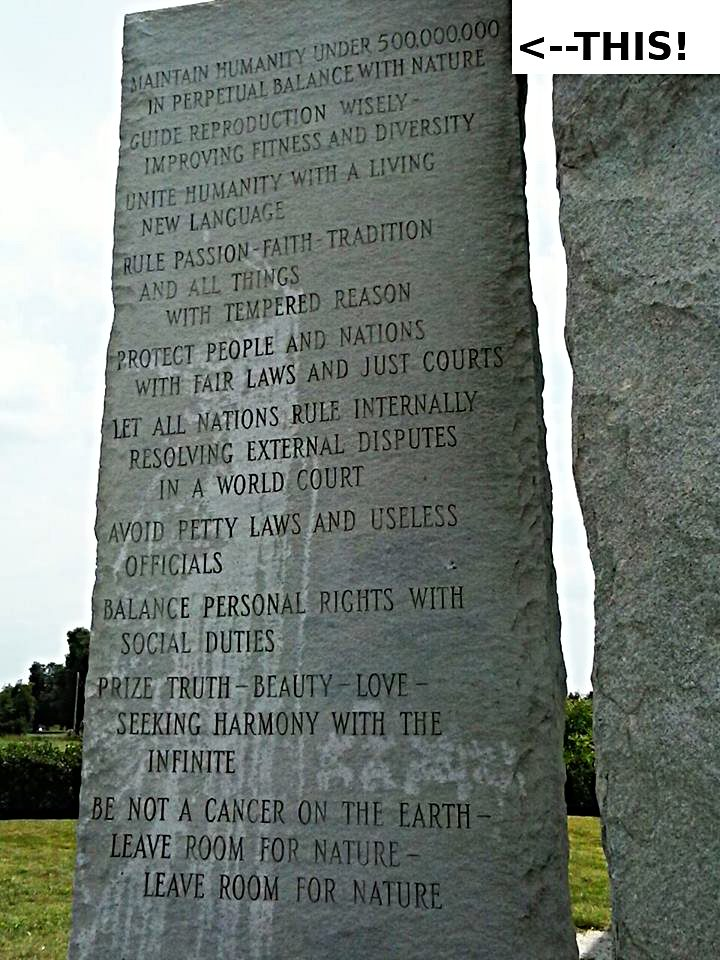 <--THIS!
MAINTAIN HUMANITY UNDER 500,000,000
IN PERPETUAL BALANCE WITH NATURE
GUIDE REPRODUCTION WISELY-
IMPROVING FITNESS AND DIVERSITY
UNITE HUMANITY WITH A LIVING
NEW LANGUAGE
RULE PASSION-FAITH-TRADITION
AND ALL THINGS
WITH TEMPERED REASON
PROTECT PEOPLE AND NATIONS
WITH FAIR LAWS AND JUST COURTS
LET ALL NATIONS RULE INTERNALLY
RESOLVING EXTERNAL DISPUTES
IN A WORLD COURT
AVOID PETTY LAWS AND USELESS
OFFICIALS
BALANCE PERSONAL RIGHTS WITH
SOCIAL DUTIES
PRIZE TRUTH-BEAUTY-LOVE-
SEEKING HARMONY WITH THE
INFINITE
BE NOT A CANCER ON THE EARTH-
LEAVE ROOM FOR NATURE-
LEAVE ROOM FOR NATURE